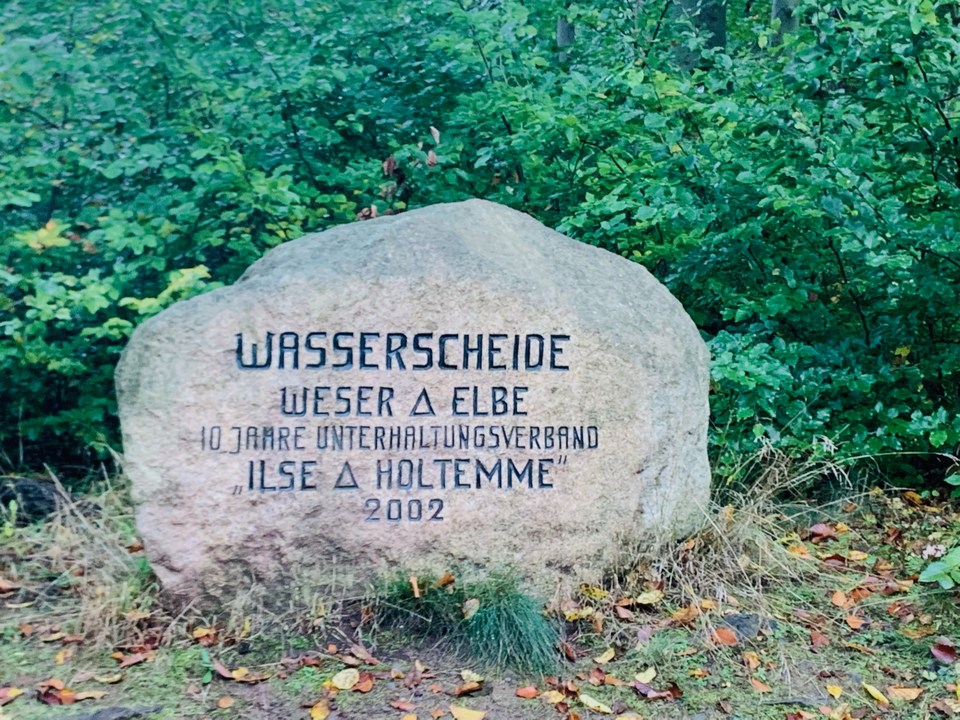 WASSERSCHEIDE
WESER △ ELBE
10 JAHRE UNTERHALTUNGSVERBAND
„ILSE △ HOLTEMME"
2002